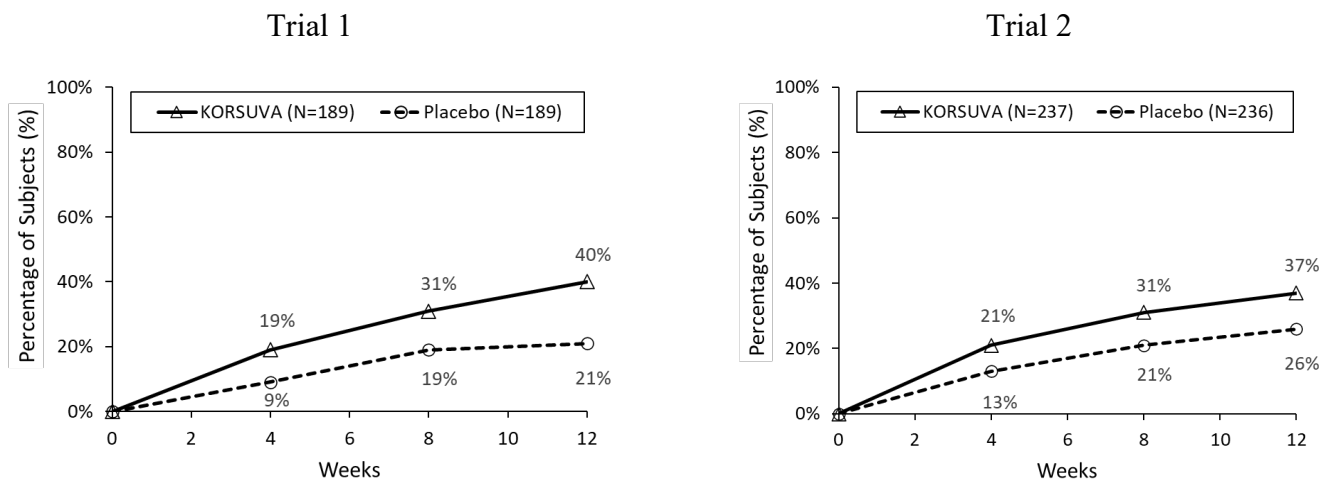 Trial 1
Percentage of Subjects (%)
100%
80%
60%
40%
20%
0%
KORSUVA (N=189) Placebo (N=189)
19%
31%
40%
9%
19%
21%
0 2 4 6 8 10 12
Weeks
Trial 2
Percentage of Subjects (%)
100%
80%
60%
40%
20%
0%
KORSUVA (N=237) Placebo (N=236)
21%
31%
37%
13%
21%
26%
0 2 4 6 8 10 12
Weeks